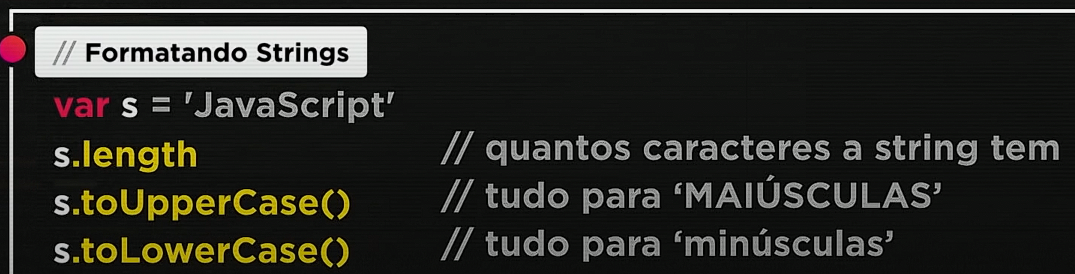 // Formatando Strings
var s = 'JavaScript'
s.length // quantos caracteres a string tem
s.toUpperCase() // tudo para ‘MAIÚSCULAS’
s.toLowerCase() // tudo para ‘minúsculas’